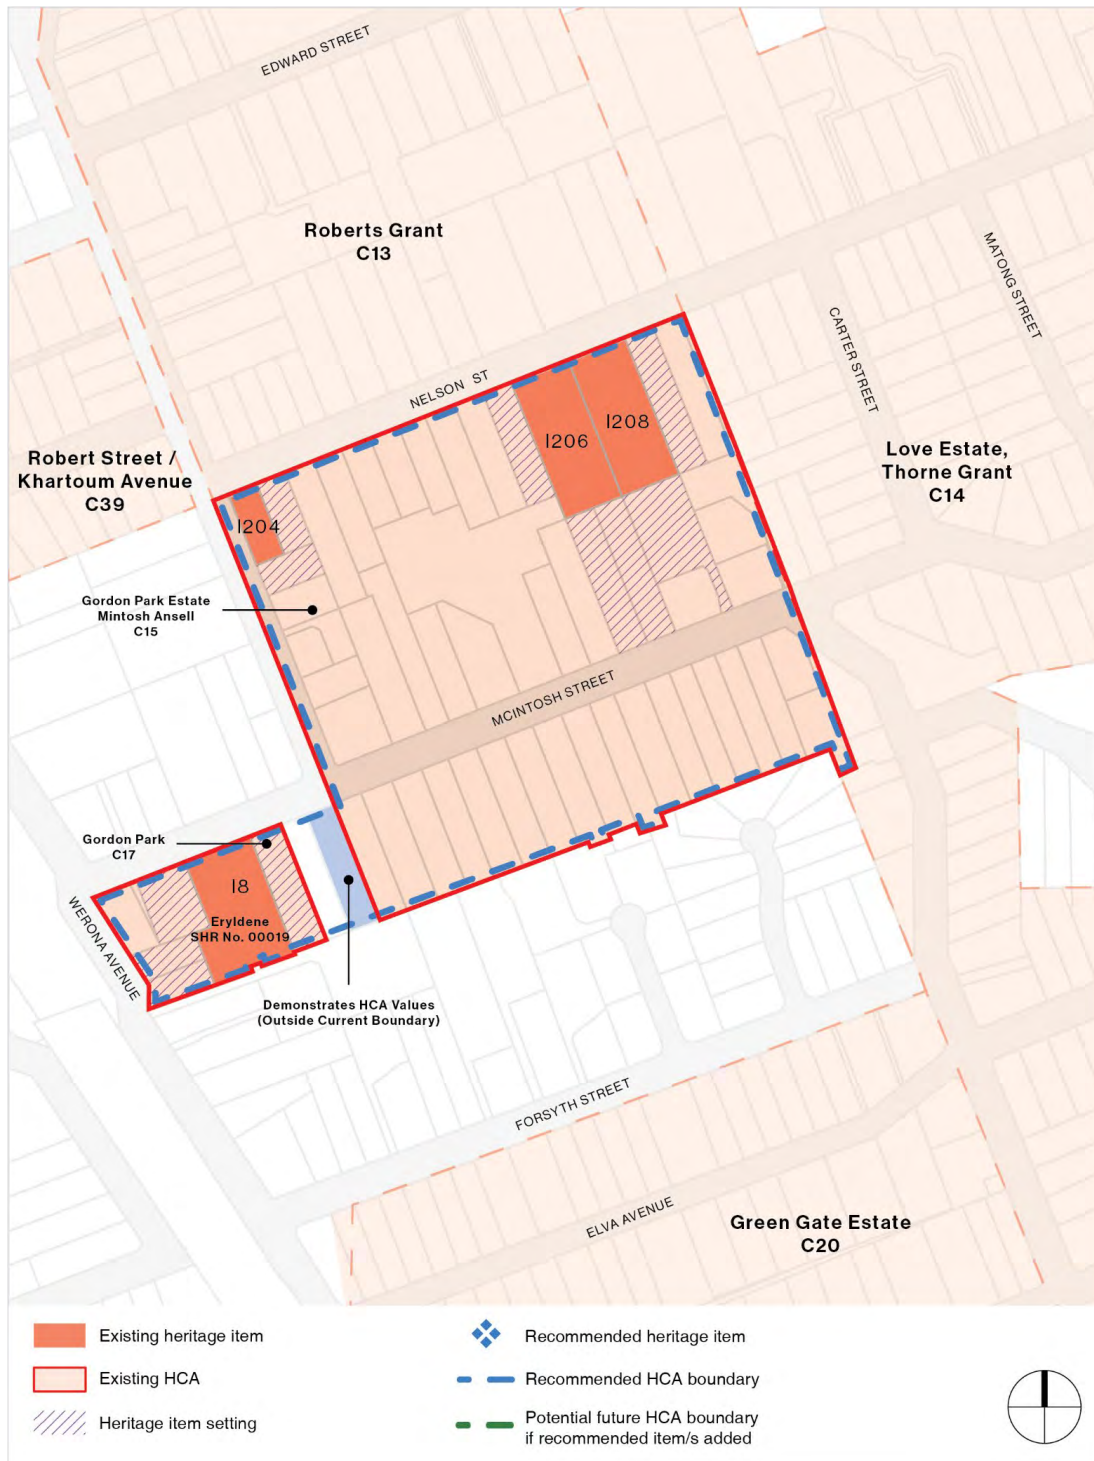 EDWARD STREET
Roberts Grant
C13
MATONG STREET
CARTER STREET
NELSON ST
I206
I208
Robert Street /
Khartoum Avenue
C39
Love Estate,
Thorne Grant
C14
I204
Gordon Park Estate
Mintosh Ansell
C15
MCINTOSH STREET
Gordon Park
C17
I8
Eryldene
SHR No. 00019
WERONA AVENUE
Demonstrates HCA Values
(Outside Current Boundary)
FORSYTH STREET
ELVA AVENUE
Green Gate Estate
C20
Existing heritage item
Existing HCA
Heritage item setting
Recommended heritage item
Recommended HCA boundary
Potential future HCA boundary
if recommended item/s added